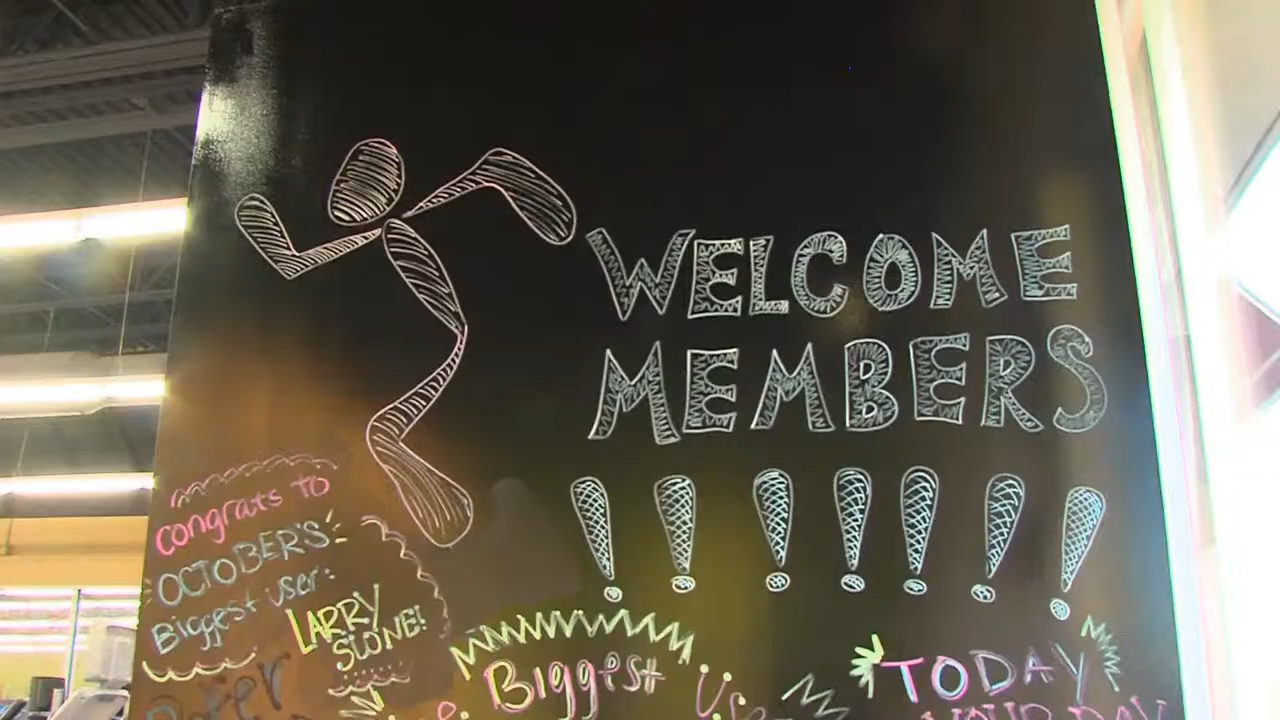 WELCOME
MEMBERS
!!!!!!!
congrats to
OCTOBER'S
Biggest user:
LARRY
SLONE!
Biggest
TODAY